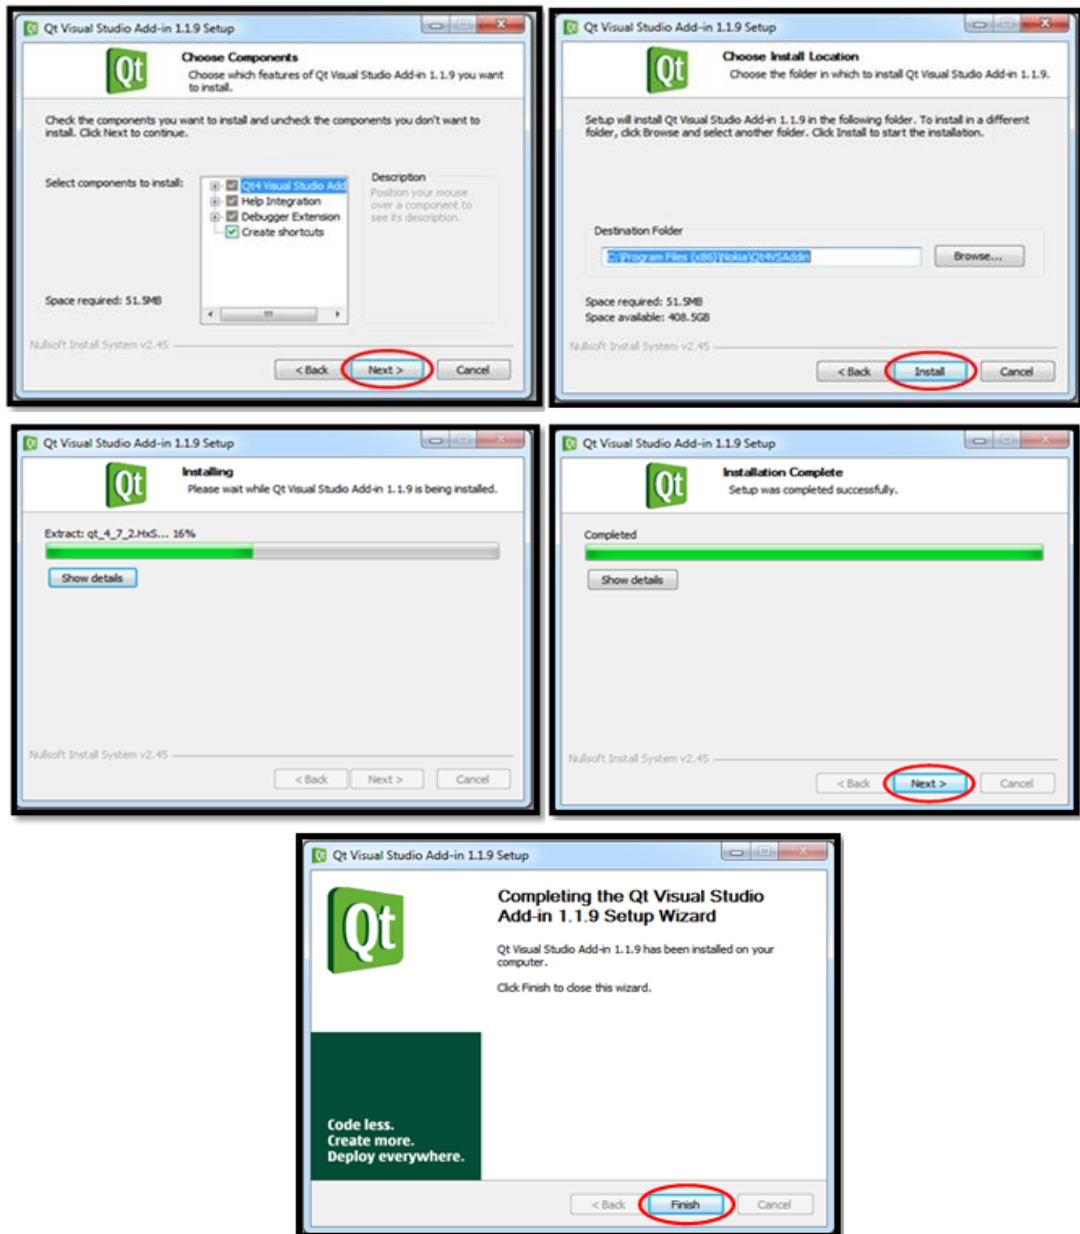 Qt Visual Studio Add-in 1.1.9 Setup
Qt
Choose Components
Choose which features of Qt Visual Studio Add-in 1.1.9 you want
to install.
Check the components you want to install and uncheck the components you don't want to
install. Click Next to continue.
Select components to install:
Qt4 Visual Studio Add
Help Integration
Debugger Extension
Create shortcuts
Description
Position your mouse
over a component to
see its description.
Space required: 51.5MB
Nullsoft Install System v2.45
< Back Next > Cancel
Qt Visual Studio Add-in 1.1.9 Setup
Qt
Choose Install Location
Choose the folder in which to install Qt Visual Studio Add-in 1.1.9.
Setup will install Qt Visual Studio Add-in 1.1.9 in the following folder. To install in a different
folder, click Browse and select another folder. Click Install to start the installation.
Destination Folder
C:\Program Files (x86)\Nokia\Qt4VSAddin Browse...
Space required: 51.5MB
Space available: 408.5GB
Nullsoft Install System v2.45
< Back Install Cancel
Qt Visual Studio Add-in 1.1.9 Setup
Qt
Installing
Please wait while Qt Visual Studio Add-in 1.1.9 is being installed.
Extract: qt_4_7_2.HxS... 16%
Show details
Nullsoft Install System v2.45
< Back Next > Cancel
Qt Visual Studio Add-in 1.1.9 Setup
Qt
Installation Complete
Setup was completed successfully.
Completed
Show details
Nullsoft Install System v2.45
< Back Next > Cancel
Qt Visual Studio Add-in 1.1.9 Setup
Qt
Completing the Qt Visual Studio
Add-in 1.1.9 Setup Wizard
Qt Visual Studio Add-in 1.1.9 has been installed on your
computer.
Click Finish to close this wizard.
Code less.
Create more.
Deploy everywhere.
< Back Finish Cancel